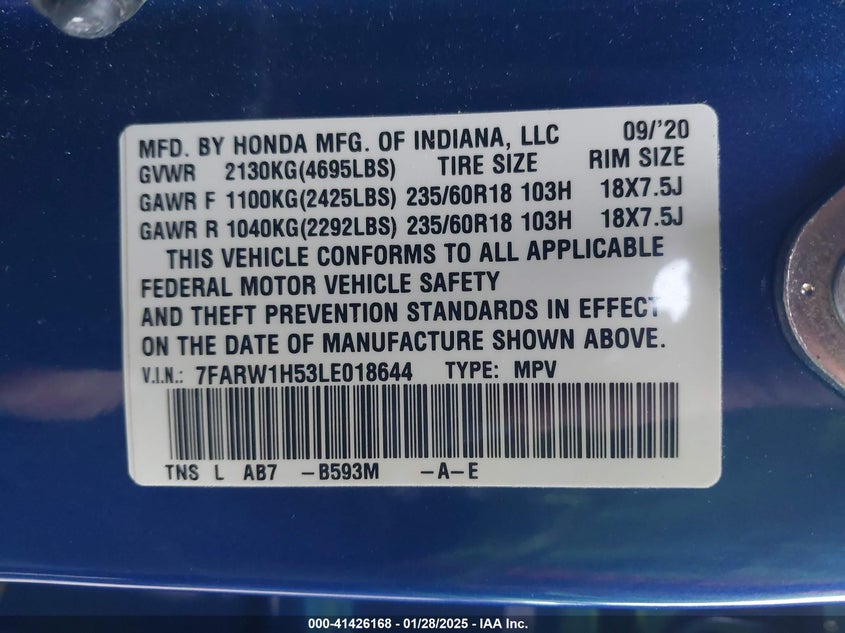 MFD. BY HONDA MFG. OF INDIANA, LLC 09/'20
GVWR 2130KG(4695LBS) TIRE SIZE RIM SIZE
GAWR F 1100KG(2425LBS) 235/60R18 103H 18X7.5J
GAWR R 1040KG(2292LBS) 235/60R18 103H 18X7.5J
THIS VEHICLE CONFORMS TO ALL APPLICABLE
FEDERAL MOTOR VEHICLE SAFETY
AND THEFT PREVENTION STANDARDS IN EFFECT
ON THE DATE OF MANUFACTURE SHOWN ABOVE.
V.I.N.: 7FARW1H53LE018644 TYPE: MPV
TNS L AB7 -B593M -A-E
000-41426168 - 01/28/2025 - IAA Inc.